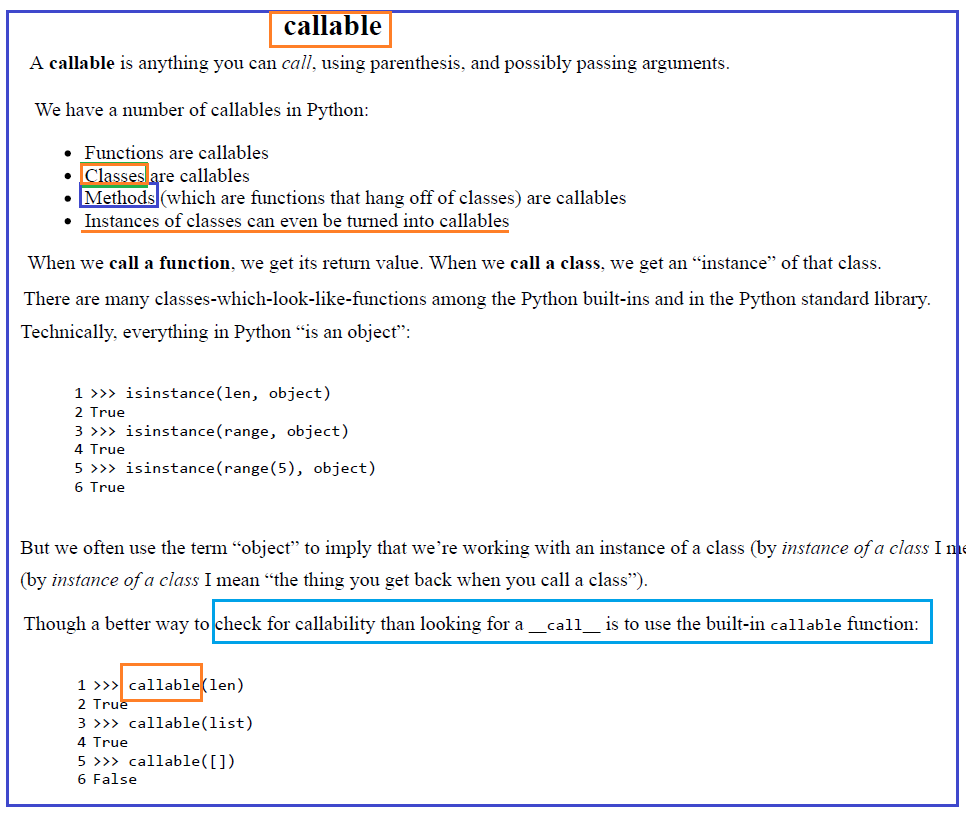 callable
A callable is anything you can call, using parenthesis, and possibly passing arguments.
We have a number of callables in Python:
• Functions are callables
• Classes are callables
• Methods (which are functions that hang off of classes) are callables
• Instances of classes can even be turned into callables
When we call a function, we get its return value. When we call a class, we get an “instance” of that class.
There are many classes-which-look-like-functions among the Python built-ins and in the Python standard library.
Technically, everything in Python “is an object”:
1 >>> isinstance(len, object)
2 True
3 >>> isinstance(range, object)
4 True
5 >>> isinstance(range(5), object)
6 True
But we often use the term “object” to imply that we’re working with an instance of a class (by instance of a class I
(by instance of a class I mean “the thing you get back when you call a class”).
Though a better way to check for callability than looking for a __call__ is to use the built-in callable function:
1 >>> callable(len)
2 True
3 >>> callable(list)
4 True
5 >>> callable([])
6 False